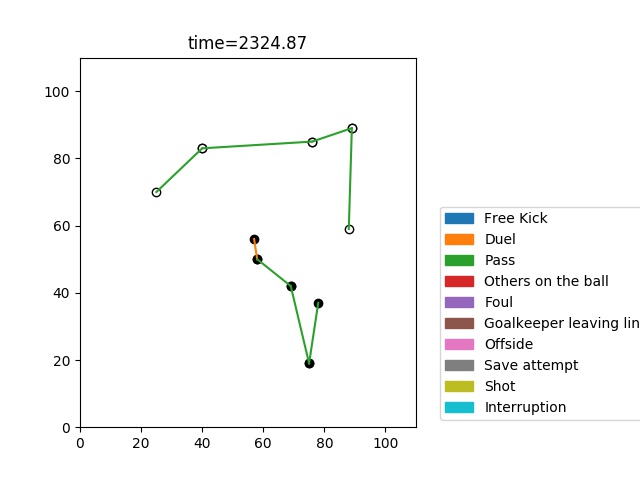 time=2324.87
100
80
60
40
20
0
0 20 40 60 80 100
Free Kick
Duel
Pass
Others on the ball
Foul
Goalkeeper leaving lin
Offside
Save attempt
Shot
Interruption